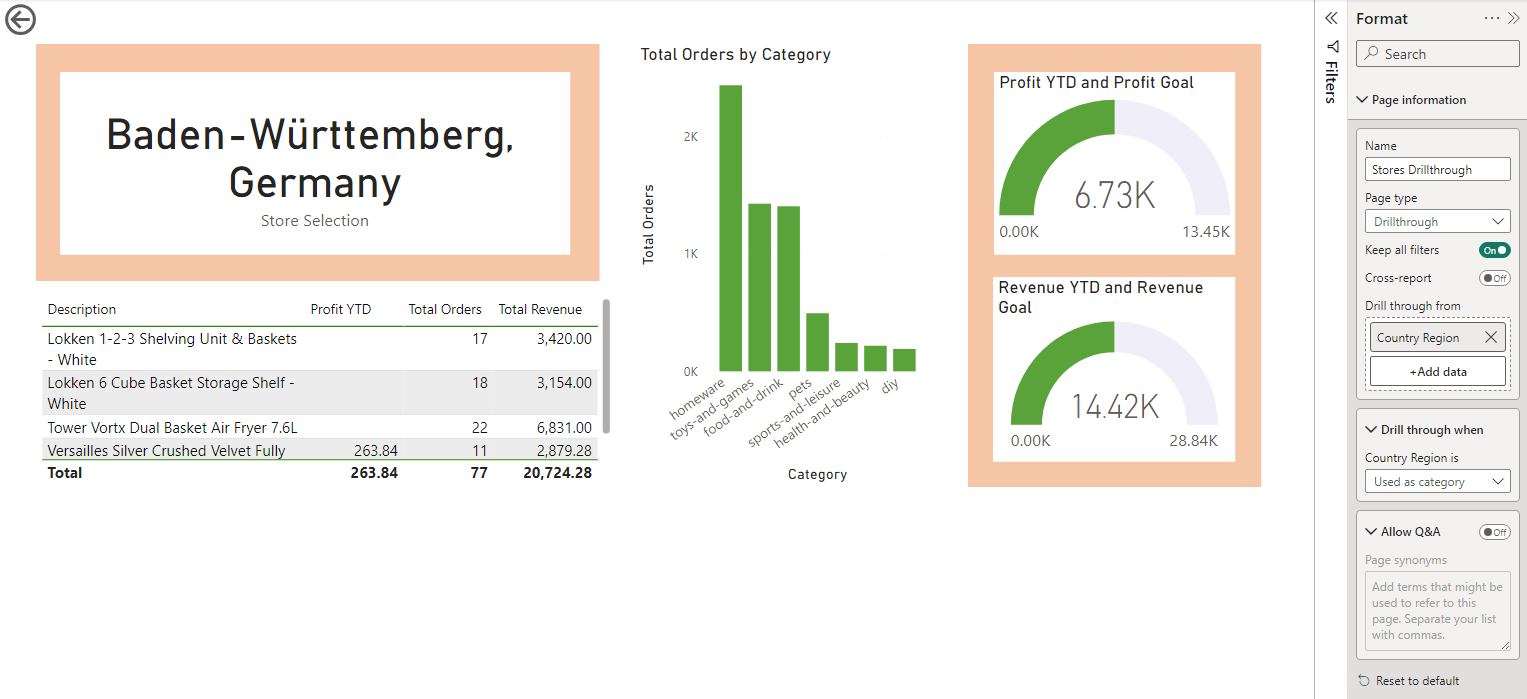 Baden-Württemberg,
Germany
Store Selection
Description Profit YTD Total Orders Total Revenue
Lokken 1-2-3 Shelving Unit & Baskets
- White 17 3,420.00
Lokken 6 Cube Basket Storage Shelf -
White 18 3,154.00
Tower Vortx Dual Basket Air Fryer 7.6L 22 6,831.00
Versailles Silver Crushed Velvet Fully 263.84 11 2,879.28
Total 263.84 77 20,724.28
Total Orders by Category
Total Orders
2K
1K
0K
homeware
toys-and-games
food-and-drink
pets
sports-and-leisure
health-and-beauty
diy
Category
Profit YTD and Profit Goal
6.73K
0.00K 13.45K
Revenue YTD and Revenue
Goal
14.42K
0.00K 28.84K
Filters
Format
Search
Page information
Name
Stores Drillthrough
Page type
Drillthrough
Keep all filters On
Cross-report Off
Drill through from
Country Region
+Add data
Drill through when
Country Region is
Used as category
Allow Q&A Off
Page synonyms
Add terms that might be
used to refer to this
page. Separate your list
with commas.
Reset to default